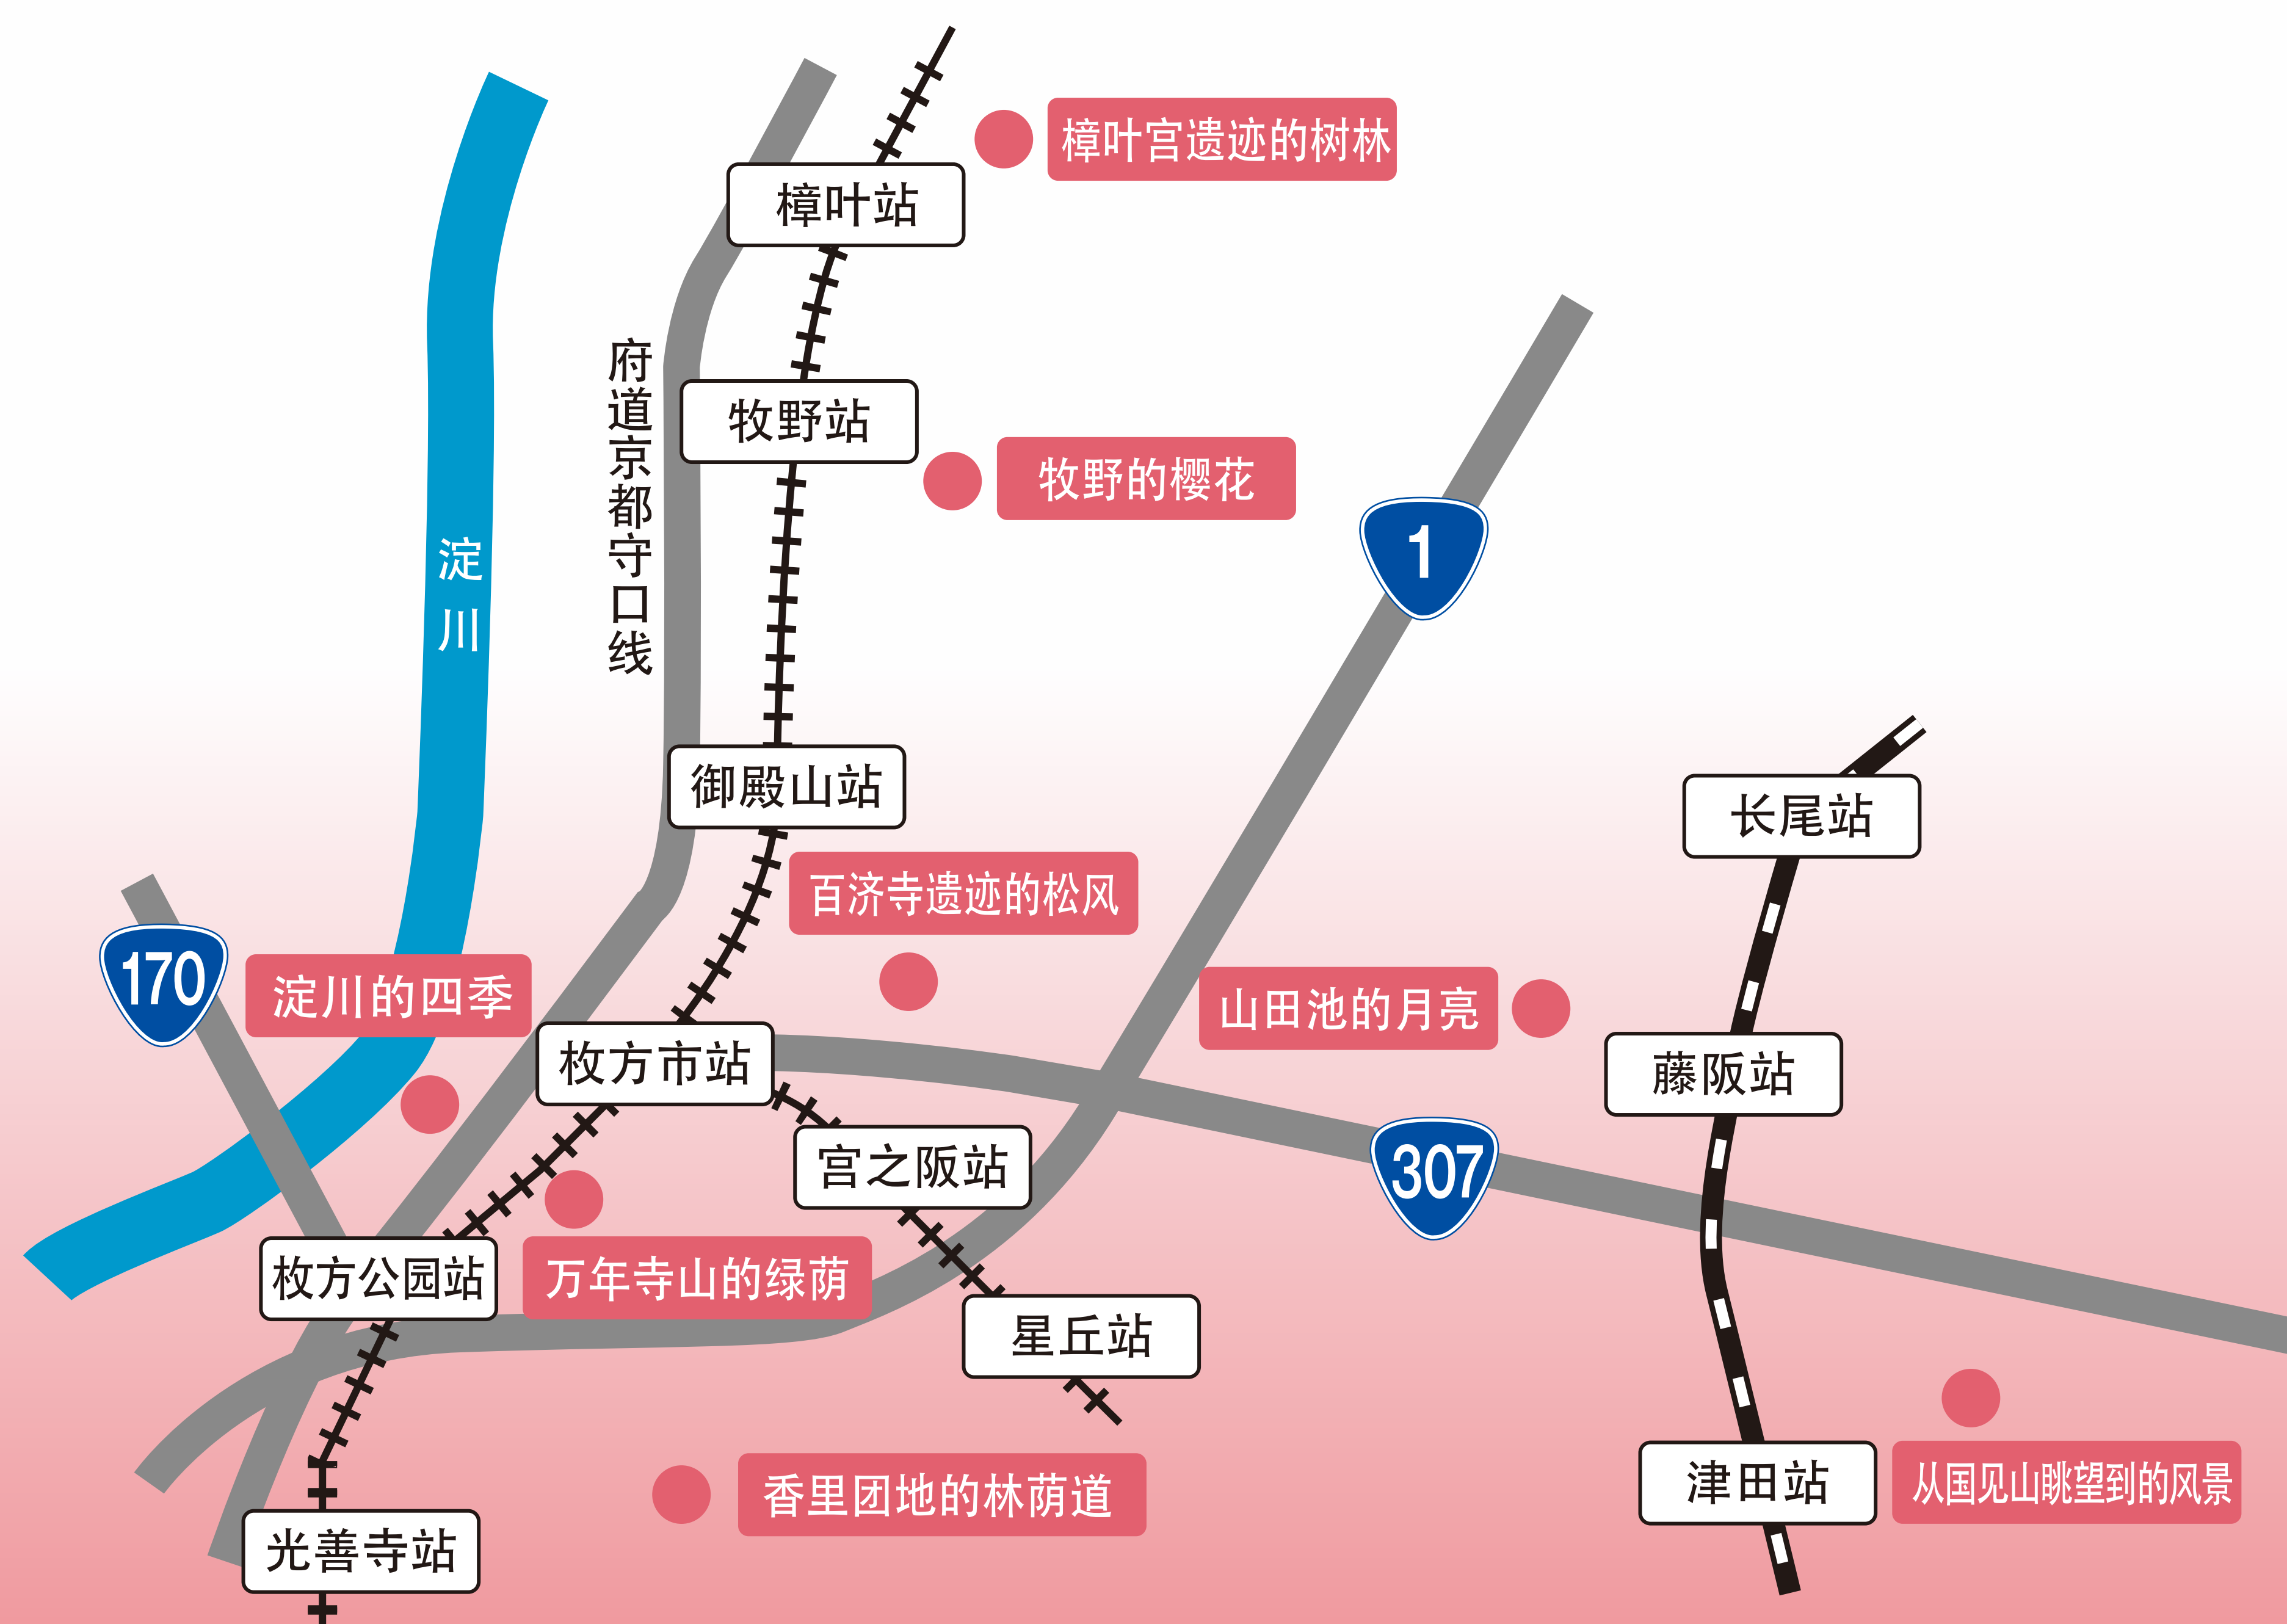 樟叶宫遗迹的树林
樟叶站
府道京都守口线
牧野站
牧野的樱花
淀川
1
御殿山站
长尾站
百济寺遗迹的松风
170
淀川的四季
山田池的月亮
枚方市站
藤阪站
宫之阪站
307
枚方公园站
万年寺山的绿荫
星丘站
香里团地的林荫道
津田站
从国见山眺望到的风景
光善寺站